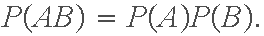 P(AB) = P(A)P(B).